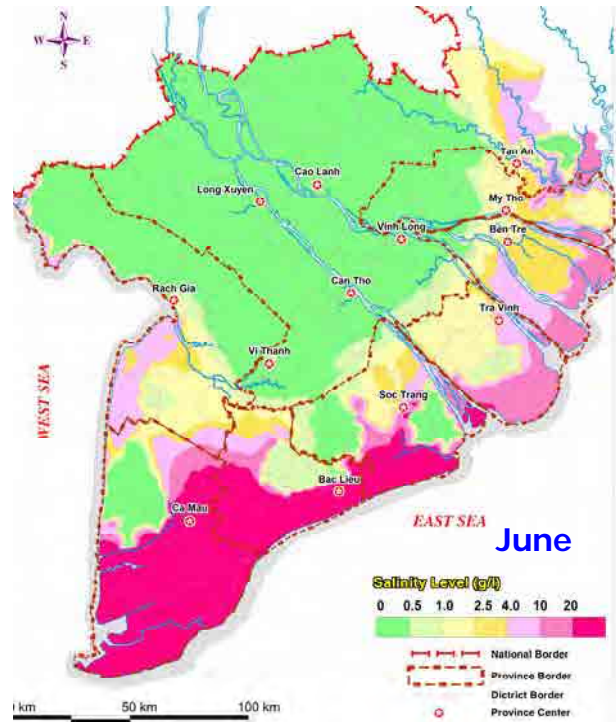 N
W E
S
Tan An
Cao Lanh
Long Xuyen
My Tho
Vinh Long
Ben Tre
Can Tho
Rach Gia
Tra Vinh
Vi Thanh
Soc Trang
WEST SEA
Bac Lieu
Ca Mau
EAST SEA
June
Salinity Level (g/l)
0 0.5 1.0 2.5 4.0 10 20
National Border
Province Border
District Border
km 50 km 100 km
Province Center